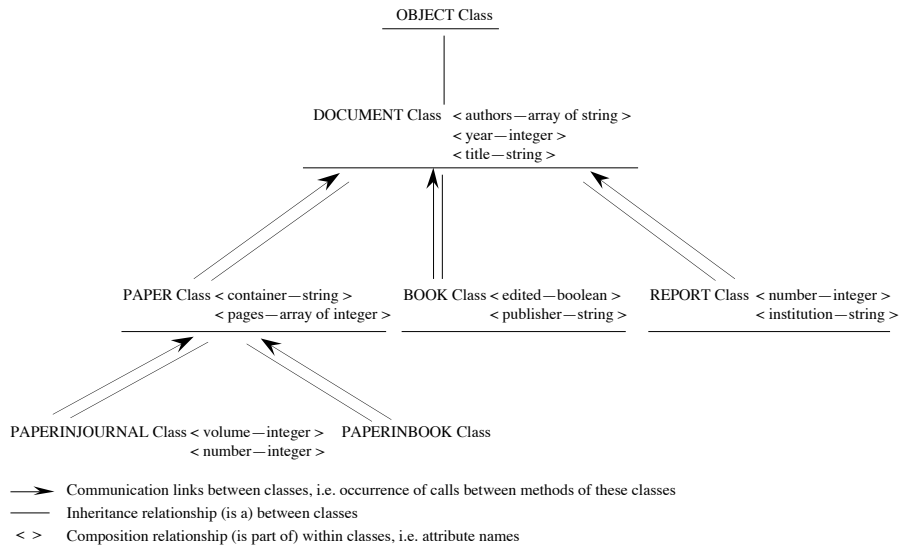 OBJECT Class
DOCUMENT Class < authors—array of string >
< year—integer >
< title—string >
PAPER Class < container—string >
< pages—array of integer >
BOOK Class < edited—boolean >
< publisher—string >
REPORT Class < number—integer >
< institution—string >
PAPERINJOURNAL Class < volume—integer >
< number—integer >
PAPERINBOOK Class
Communication links between classes, i.e. occurrence of calls between methods of these classes
Inheritance relationship (is a) between classes
< > Composition relationship (is part of) within classes, i.e. attribute names